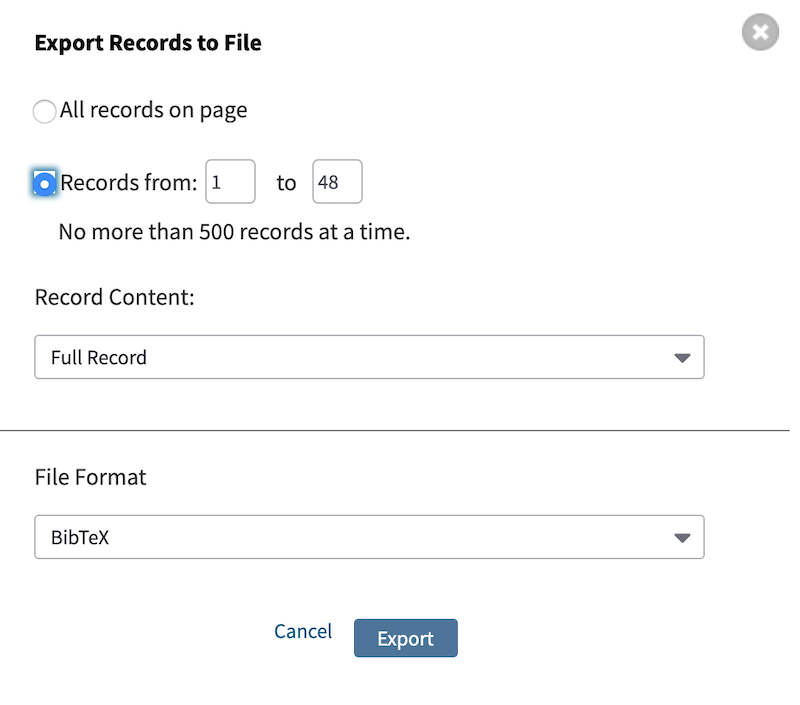 Export Records to File
All records on page
Records from: 1 to 48
No more than 500 records at a time.
Record Content:
Full Record
File Format
BibTeX
Cancel Export